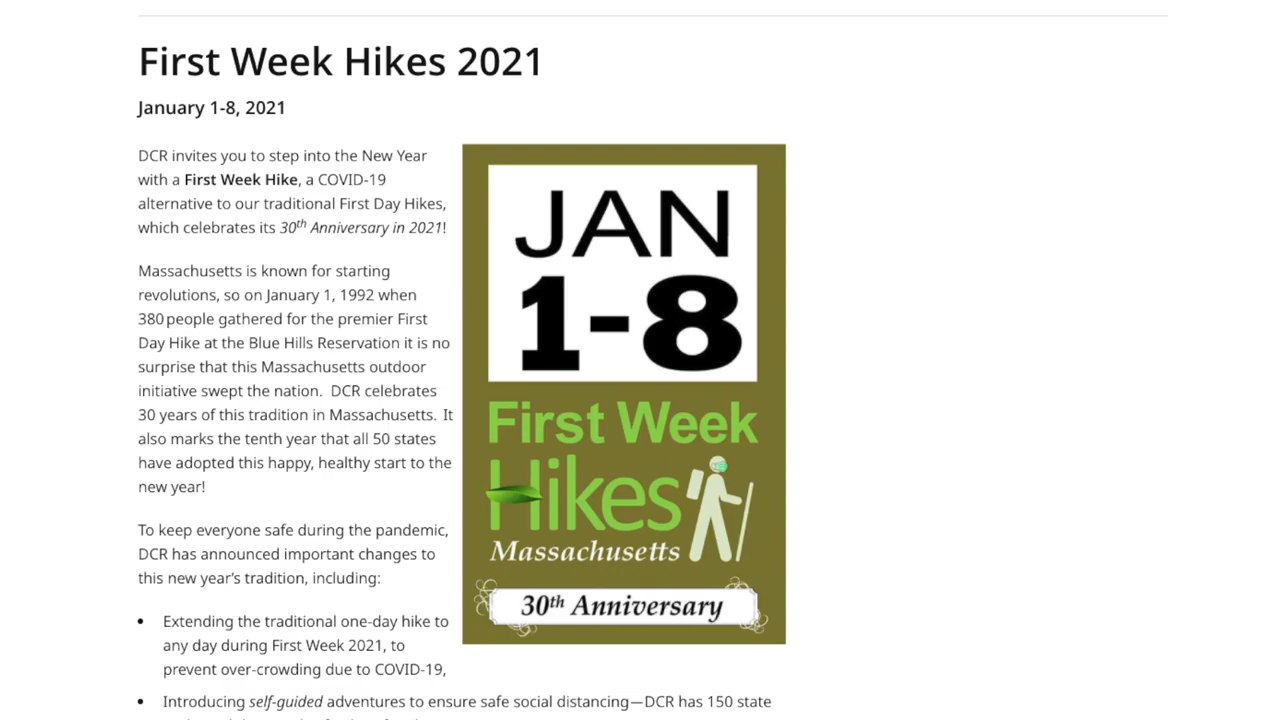 First Week Hikes 2021
January 1-8, 2021
DCR invites you to step into the New Year
with a First Week Hike, a COVID-19
alternative to our traditional First Day Hikes,
which celebrates its 30th Anniversary in 2021!
Massachusetts is known for starting
revolutions, so on January 1, 1992 when
380 people gathered for the premier First
Day Hike at the Blue Hills Reservation it is no
surprise that this Massachusetts outdoor
initiative swept the nation.  DCR celebrates
30 years of this tradition in Massachusetts.  It
also marks the tenth year that all 50 states
have adopted this happy, healthy start to the
new year!
To keep everyone safe during the pandemic,
DCR has announced important changes to
this new year's tradition, including:
• Extending the traditional one-day hike to
any day during First Week 2021, to
prevent over-crowding due to COVID-19,
• Introducing self-guided adventures to ensure safe social distancing—DCR has 150 state
JAN
1-8
First Week
Hikes
Massachusetts
30th Anniversary